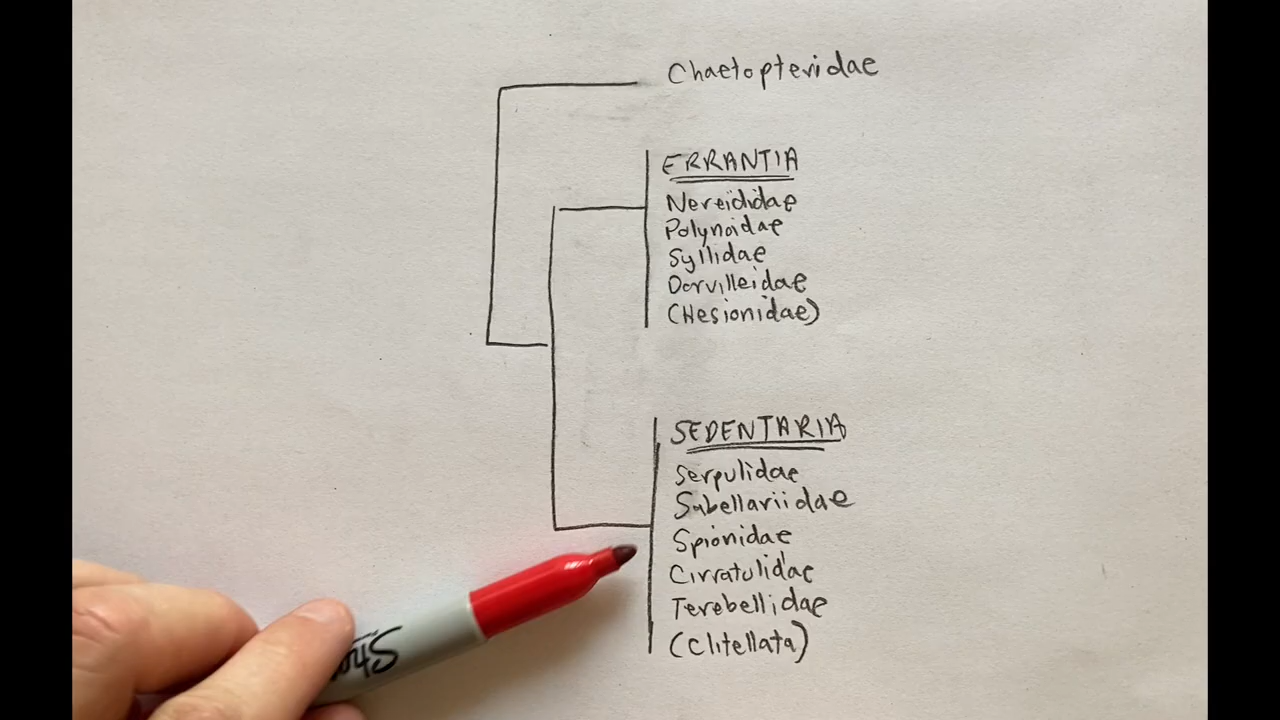 Chaetopteridae
ERRANTIA
Nereididae
Polynoidae
Syllidae
Dorvilleidae
(Hesionidae)
SEDENTARIA
Serpulidae
Sabellariidae
Spionidae
Cirratulidae
Terebellidae
(Clitellata)